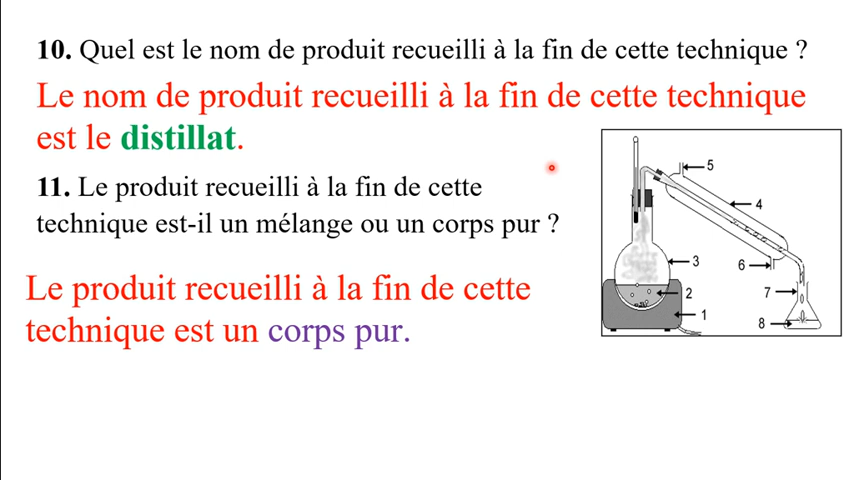 10. Quel est le nom de produit recueilli à la fin de cette technique ?
Le nom de produit recueilli à la fin de cette technique
est le distillat.
11. Le produit recueilli à la fin de cette
technique est-il un mélange ou un corps pur ?
Le produit recueilli à la fin de cette
technique est un corps pur.
5
4
3
6
2
7
1
8